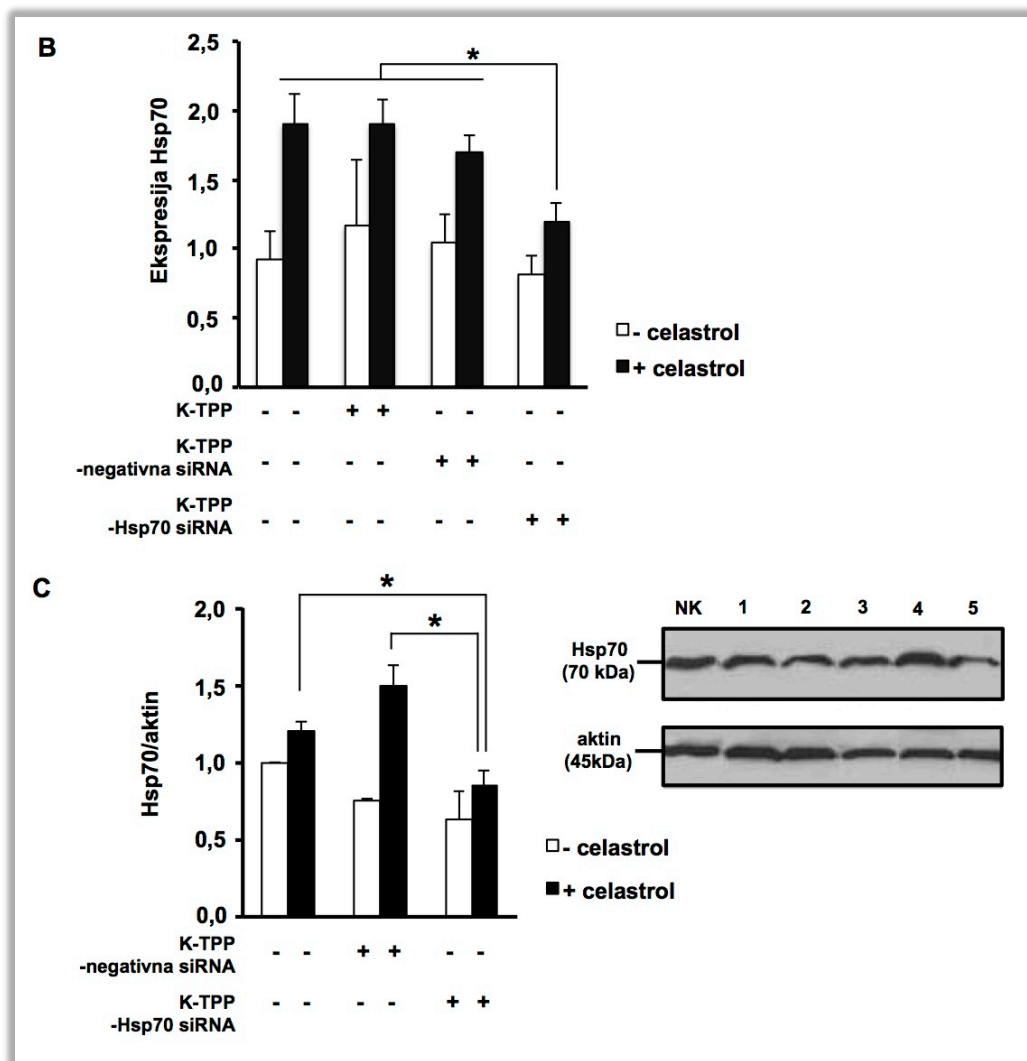 B
Ekspresija Hsp70
2,5
2,0
1,5
1,0
0,5
0,0
*
- celastrol
+ celastrol
K-TPP - - + + - - - -
K-TPP
-negativna siRNA - - - - + + - -
K-TPP
-Hsp70 siRNA - - - - - - + +
C
Hsp70/aktin
2,0
1,5
1,0
0,5
0,0
*
*
- celastrol
+ celastrol
K-TPP
-negativna siRNA - - + + - -
K-TPP
-Hsp70 siRNA - - - - + +
NK 1 2 3 4 5
Hsp70
(70 kDa)
aktin
(45kDa)